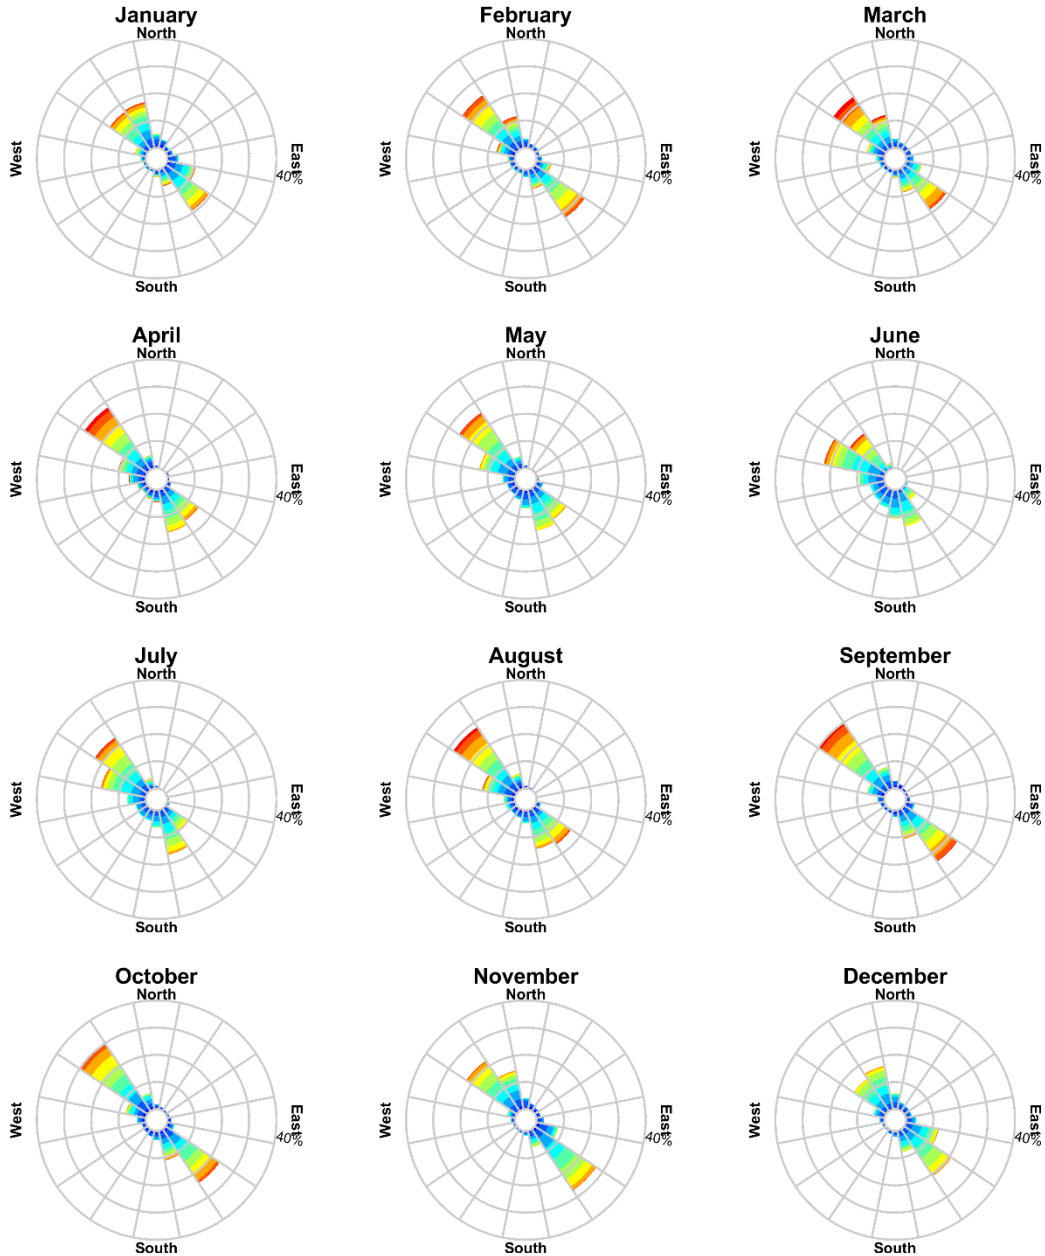 January
North
West
East
40%
South
February
North
West
East
40%
South
March
North
West
East
40%
South
April
North
West
East
40%
South
May
North
West
East
40%
South
June
North
West
East
40%
South
July
North
West
East
40%
South
August
North
West
East
40%
South
September
North
West
East
40%
South
October
North
West
East
40%
South
November
North
West
East
40%
South
December
North
West
East
40%
South